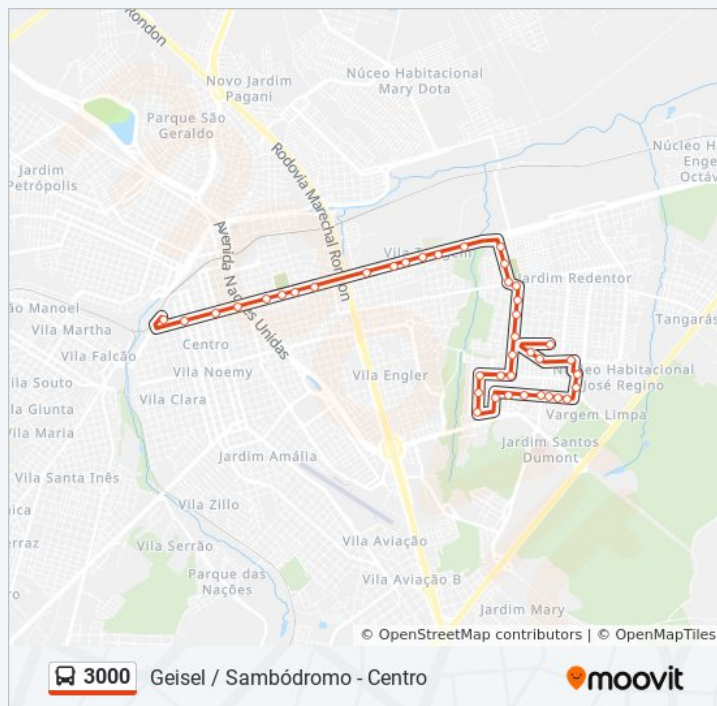 Rondon
Novo Jardim
Pagani
Núceo Habitacional
Mary Dota
Parque São
Geraldo
Jardim
Petrópolis
Rodovia Marechal Rondon
Núcleo Ha
Enge
Octáv
Avenida Nações Unidas
Jardim Redentor
ão Manoel
Vila Martha
Vila Falcão
Centro
Tangarás
Vila Souto
Vila Noemy
Vila Engler
Núcleo Habitacional
José Regino
Vila Giunta
Vila Clara
Vargem Limpa
Vila Maria
Jardim Santos
Dumont
Jardim Amália
Vila Santa Inês
Vila Zillo
nica
erraz
Vila Serrão
Vila Aviação
Parque das
Nações
Vila Aviação B
ro
Jardim Mary
© OpenStreetMap contributors | © OpenMapTiles
3000
Geisel / Sambódromo - Centro
moovit